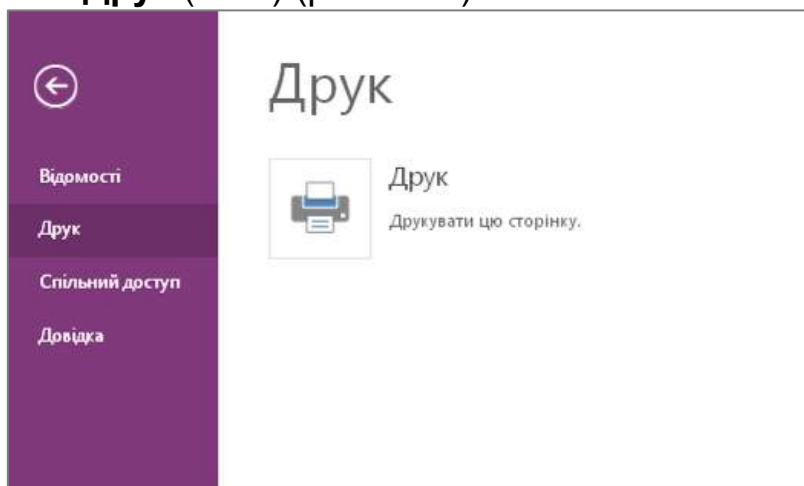 Друк
Відомості
Друк
Спільний доступ
Довідка
Друк
Друкувати цю сторінку.